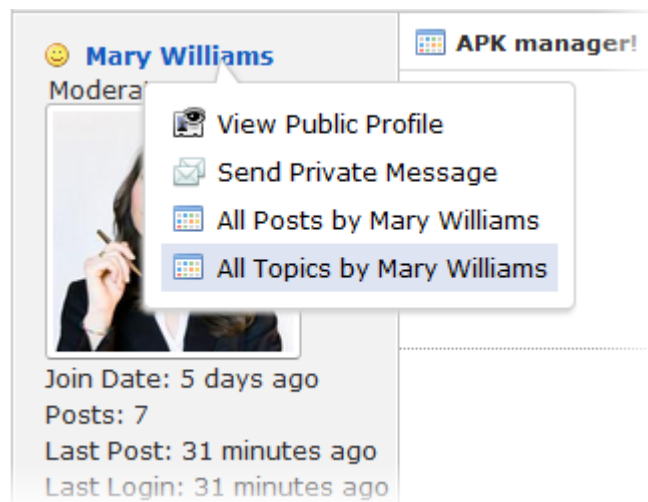 Mary Williams
APK manager!
Modera
View Public Profile
Send Private Message
All Posts by Mary Williams
All Topics by Mary Williams
Join Date: 5 days ago
Posts: 7
Last Post: 31 minutes ago
Last Login: 31 minutes ago